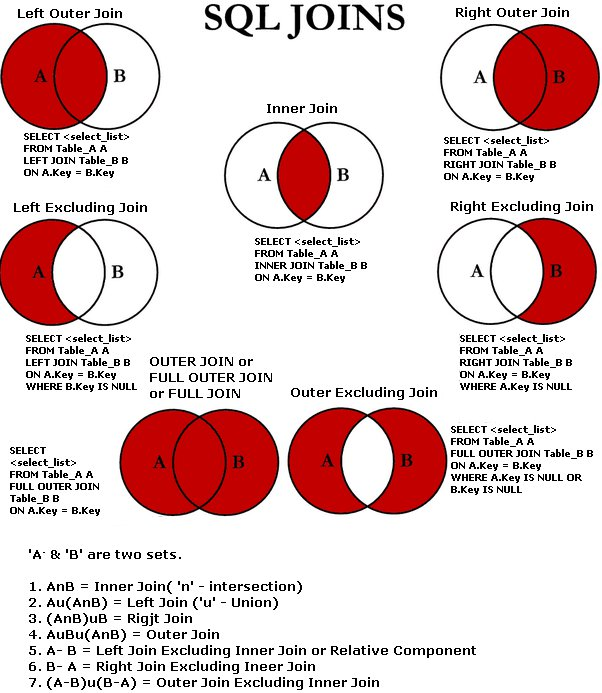 SQL JOINS
Left Outer Join
A B
SELECT <select_list>
FROM Table_A A
LEFT JOIN Table_B B
ON A.Key = B.Key
Right Outer Join
A B
SELECT <select_list>
FROM Table_A A
RIGHT JOIN Table_B B
ON A.Key = B.Key
Inner Join
A B
SELECT <select_list>
FROM Table_A A
INNER JOIN Table_B B
ON A.Key = B.Key
Left Excluding Join
A B
SELECT <select_list>
FROM Table_A A
LEFT JOIN Table_B B
ON A.Key = B.Key
WHERE B.Key IS NULL
Right Excluding Join
A B
SELECT <select_list>
FROM Table_A A
RIGHT JOIN Table_B B
ON A.Key = B.Key
WHERE A.Key IS NULL
OUTER JOIN or
FULL OUTER JOIN
or FULL JOIN
A B
SELECT
<select_list>
FROM Table_A A
FULL OUTER JOIN
Table_B B
ON A.Key = B.Key
Outer Excluding Join
A B
SELECT <select_list>
FROM Table_A A
FULL OUTER JOIN Table_B B
ON A.Key = B.Key
WHERE A.Key IS NULL OR
B.Key IS NULL
'A' & 'B' are two sets.
1. AnB = Inner Join( 'n' - intersection)
2. Au(AnB) = Left Join ('u' - Union)
3. (AnB)uB = Rigjt Join
4. AuBu(AnB) = Outer Join
5. A- B = Left Join Excluding Inner Join or Relative Component
6. B- A = Right Join Excluding Ineer Join
7. (A-B)u(B-A) = Outer Join Excluding Inner Join